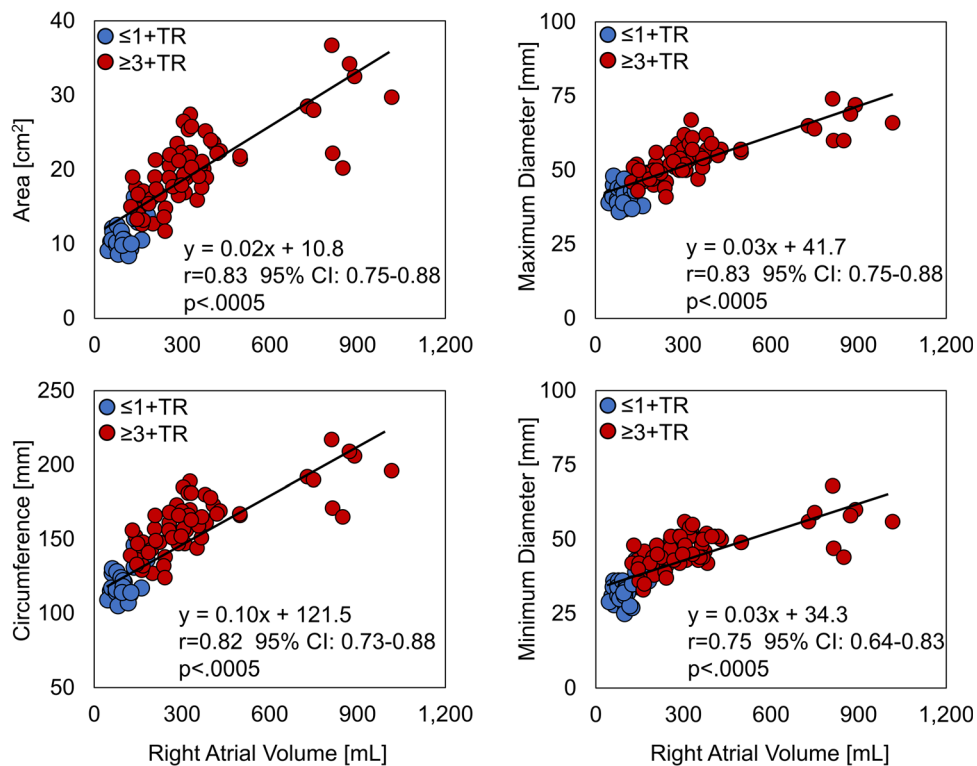 40
30
20
10
0
Area [cm²]
≤1+TR
≥3+TR
y = 0.02x + 10.8
r=0.83 95% CI: 0.75-0.88
p<.0005
0
300
600
900
1,200
100
75
50
25
0
Maximum Diameter [mm]
≤1+TR
≥3+TR
y = 0.03x + 41.7
r=0.83 95% CI: 0.75-0.88
p<.0005
0
300
600
900
1,200
250
200
150
100
50
Circumference [mm]
≤1+TR
≥3+TR
y = 0.10x + 121.5
r=0.82 95% CI: 0.73-0.88
p<.0005
0
300
600
900
1,200
Right Atrial Volume [mL]
100
75
50
25
0
Minimum Diameter [mm]
≤1+TR
≥3+TR
y = 0.03x + 34.3
r=0.75 95% CI: 0.64-0.83
p<.0005
0
300
600
900
1,200
Right Atrial Volume [mL]